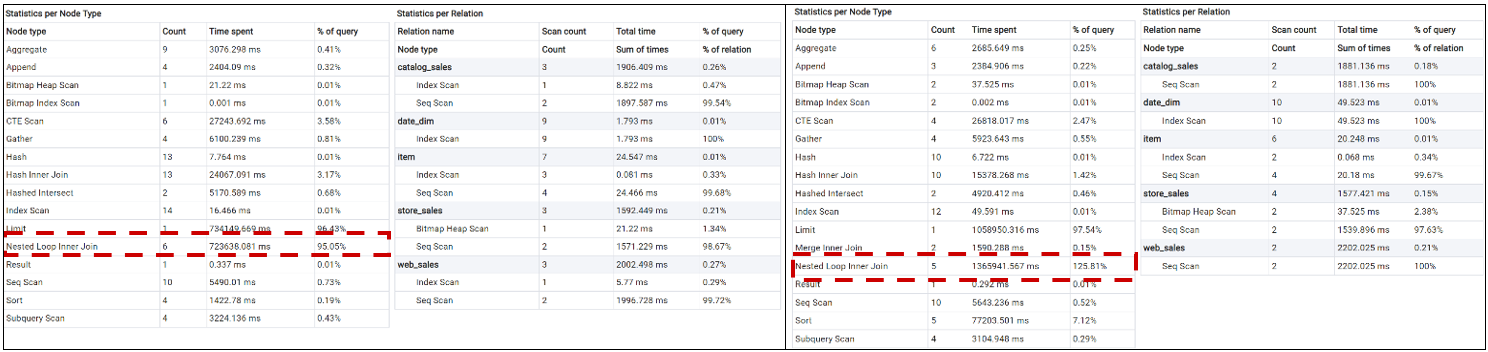 Statistics per Node Type
Node type Count Time spent % of query
Aggregate 9 3076.298 ms 0.41%
Append 4 2404.09 ms 0.32%
Bitmap Heap Scan 1 21.22 ms 0.01%
Bitmap Index Scan 1 0.001 ms 0.01%
CTE Scan 6 27243.692 ms 3.58%
Gather 4 6100.239 ms 0.81%
Hash 13 7.764 ms 0.01%
Hash Inner Join 13 24067.091 ms 3.17%
Hashed Intersect 2 5170.589 ms 0.68%
Index Scan 14 16.466 ms 0.01%
Limit 1 734149.669 ms 96.43%
Nested Loop Inner Join 6 723638.081 ms 95.05%
Result 1 0.337 ms 0.01%
Seq Scan 10 5490.01 ms 0.73%
Sort 4 1422.78 ms 0.19%
Subquery Scan 4 3224.136 ms 0.43%
Statistics per Relation
Relation name Scan count Total time % of query
Node type Count Sum of times % of relation
catalog_sales 3 1906.409 ms 0.26%
Index Scan 1 8.822 ms 0.47%
Seq Scan 2 1897.587 ms 99.54%
date_dim 9 1.793 ms 0.01%
Index Scan 9 1.793 ms 100%
item 7 24.547 ms 0.01%
Index Scan 3 0.081 ms 0.33%
Seq Scan 4 24.466 ms 99.68%
store_sales 3 1592.449 ms 0.21%
Bitmap Heap Scan 1 21.22 ms 1.34%
Seq Scan 2 1571.229 ms 98.67%
web_sales 3 2002.498 ms 0.27%
Index Scan 1 5.77 ms 0.29%
Seq Scan 2 1996.728 ms 99.72%
Statistics per Node Type
Node type Count Time spent % of query
Aggregate 6 2685.649 ms 0.25%
Append 3 2384.906 ms 0.22%
Bitmap Heap Scan 2 37.525 ms 0.01%
Bitmap Index Scan 2 0.002 ms 0.01%
CTE Scan 4 26818.017 ms 2.47%
Gather 4 5923.643 ms 0.55%
Hash 10 6.722 ms 0.01%
Hash Inner Join 10 15378.268 ms 1.42%
Hashed Intersect 2 4920.412 ms 0.46%
Index Scan 12 49.591 ms 0.01%
Limit 1 1058950.316 ms 97.54%
Merge Inner Join 2 1590.288 ms 0.15%
Nested Loop Inner Join 5 1365941.567 ms 125.81%
Result 1 0.292 ms 0.01%
Seq Scan 10 5643.236 ms 0.52%
Sort 5 77203.501 ms 7.12%
Subquery Scan 4 3104.948 ms 0.29%
Statistics per Relation
Relation name Scan count Total time % of query
Node type Count Sum of times % of relation
catalog_sales 2 1881.136 ms 0.18%
Seq Scan 2 1881.136 ms 100%
date_dim 10 49.523 ms 0.01%
Index Scan 10 49.523 ms 100%
item 6 20.248 ms 0.01%
Index Scan 2 0.068 ms 0.34%
Seq Scan 4 20.18 ms 99.67%
store_sales 4 1577.421 ms 0.15%
Bitmap Heap Scan 2 37.525 ms 2.38%
Seq Scan 2 1539.896 ms 97.63%
web_sales 2 2202.025 ms 0.21%
Seq Scan 2 2202.025 ms 100%